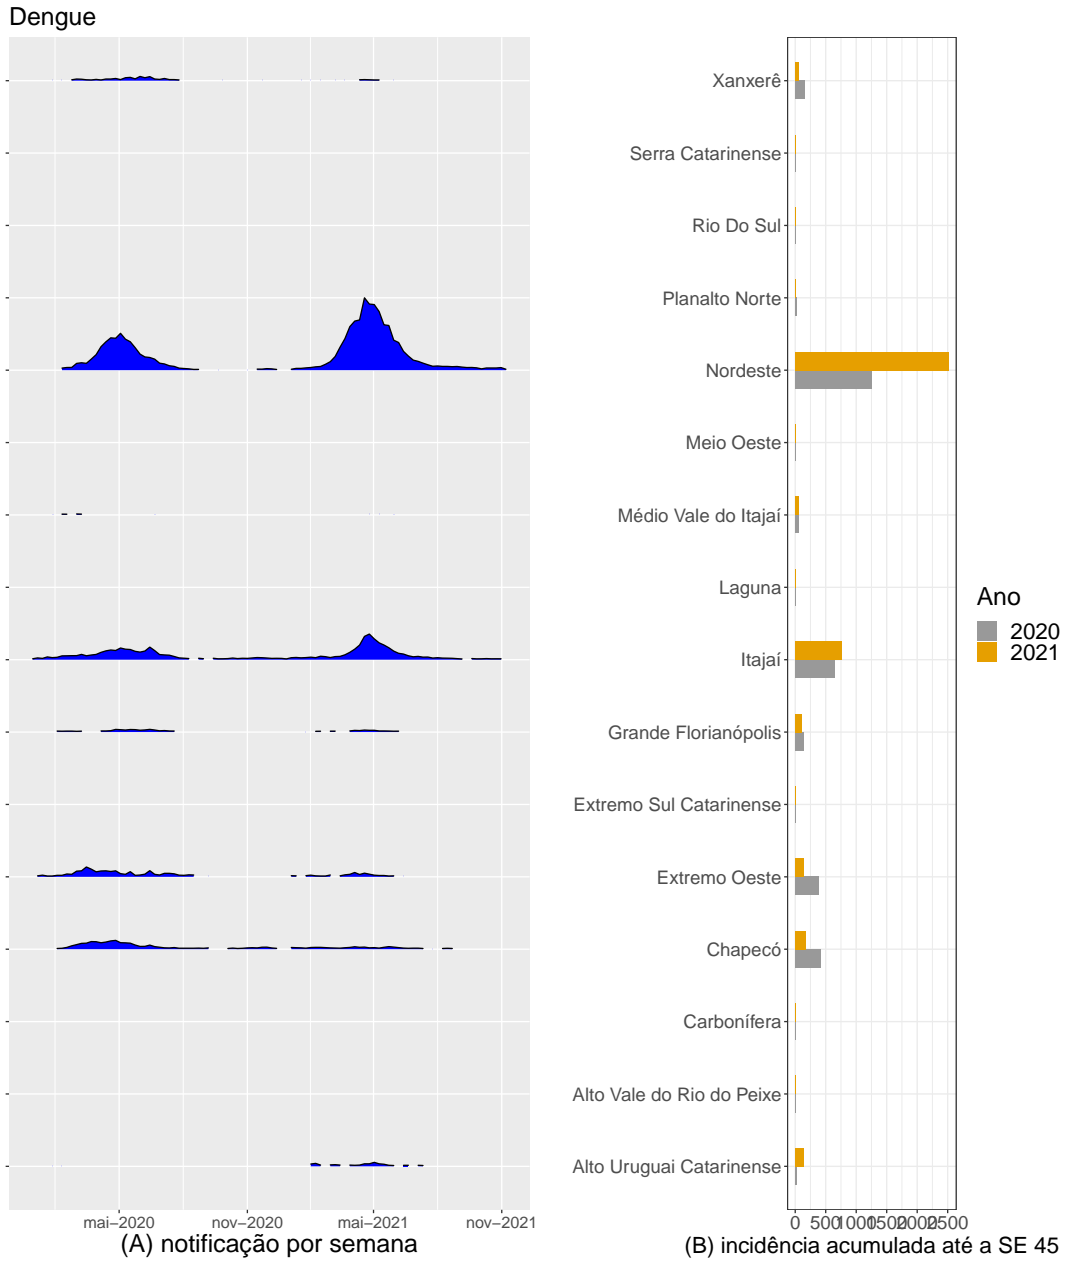 Dengue
Xanxerê
Serra Catarinense
Rio Do Sul
Planalto Norte
Nordeste
Meio Oeste
Médio Vale do Itajaí
Laguna
Itajaí
Grande Florianópolis
Extremo Sul Catarinense
Extremo Oeste
Chapecó
Carbonífera
Alto Vale do Rio do Peixe
Alto Uruguai Catarinense
Ano
2020
2021
mai–2020 nov–2020 mai–2021 nov–2021
0 500 1000 1500 2000 2500
(A) notificação por semana
(B) incidência acumulada até a SE 45